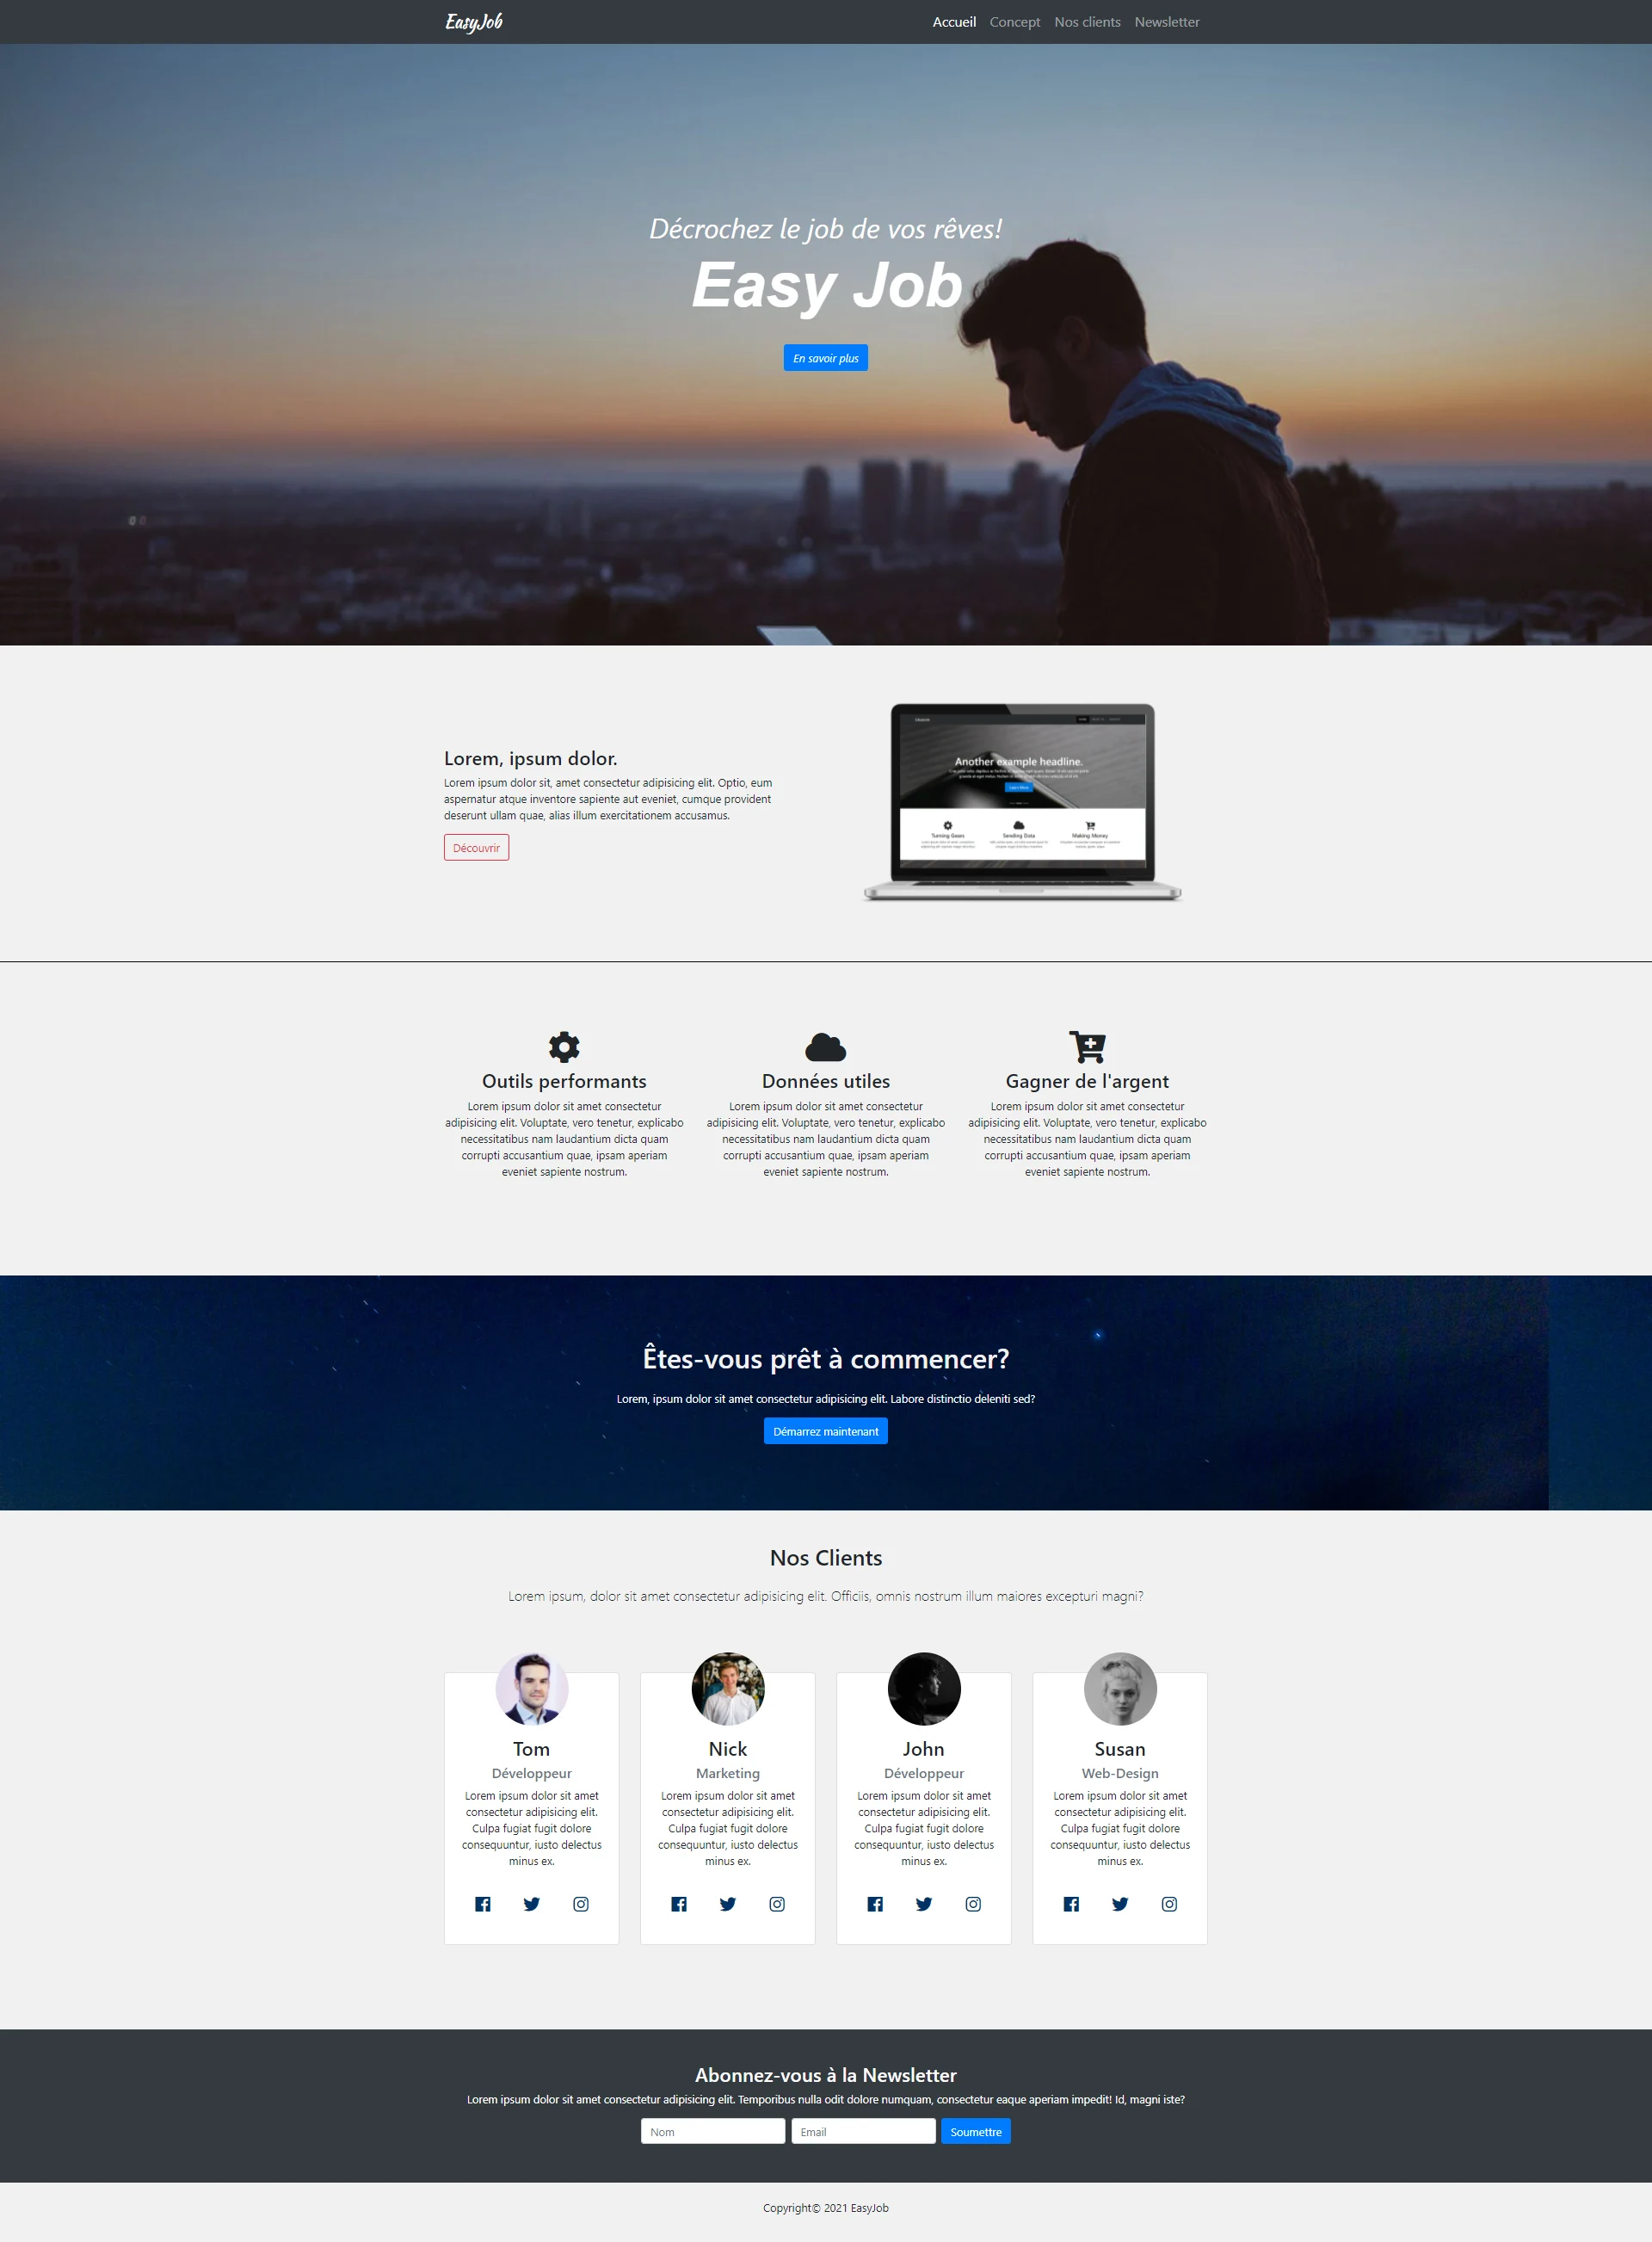 EasyJob
Accueil Concept Nos clients Newsletter
Décrochez le job de vos rêves!
Easy Job
En savoir plus
Lorem, ipsum dolor.
Lorem ipsum dolor sit, amet consectetur adipisicing elit. Optio, eum
aspernatur atque inventore sapiente aut eveniet, cumque provident
deserunt ullam quae, alias illum exercitationem accusamus.
Découvrir
Another example headline.
Learn More
Turning Gears
Sending Data
Making Money
Outils performants
Lorem ipsum dolor sit amet consectetur
adipisicing elit. Voluptate, vero tenetur, explicabo
necessitatibus nam laudantium dicta quam
corrupti accusantium quae, ipsam aperiam
eveniet sapiente nostrum.
Données utiles
Lorem ipsum dolor sit amet consectetur
adipisicing elit. Voluptate, vero tenetur, explicabo
necessitatibus nam laudantium dicta quam
corrupti accusantium quae, ipsam aperiam
eveniet sapiente nostrum.
Gagner de l'argent
Lorem ipsum dolor sit amet consectetur
adipisicing elit. Voluptate, vero tenetur, explicabo
necessitatibus nam laudantium dicta quam
corrupti accusantium quae, ipsam aperiam
eveniet sapiente nostrum.
Êtes-vous prêt à commencer?
Lorem, ipsum dolor sit amet consectetur adipisicing elit. Labore distinctio deleniti sed?
Démarrez maintenant
Nos Clients
Lorem ipsum, dolor sit amet consectetur adipisicing elit. Officiis, omnis nostrum illum maiores excepturi magni?
Tom
Développeur
Lorem ipsum dolor sit amet
consectetur adipisicing elit.
Culpa fugiat fugit dolore
consequuntur, iusto delectus
minus ex.
Nick
Marketing
Lorem ipsum dolor sit amet
consectetur adipisicing elit.
Culpa fugiat fugit dolore
consequuntur, iusto delectus
minus ex.
John
Développeur
Lorem ipsum dolor sit amet
consectetur adipisicing elit.
Culpa fugiat fugit dolore
consequuntur, iusto delectus
minus ex.
Susan
Web-Design
Lorem ipsum dolor sit amet
consectetur adipisicing elit.
Culpa fugiat fugit dolore
consequuntur, iusto delectus
minus ex.
Abonnez-vous à la Newsletter
Lorem ipsum dolor sit amet consectetur adipisicing elit. Temporibus nulla odit dolore numquam, consectetur eaque aperiam impedit! Id, magni iste?
Nom
Email
Soumettre
Copyright© 2021 EasyJob